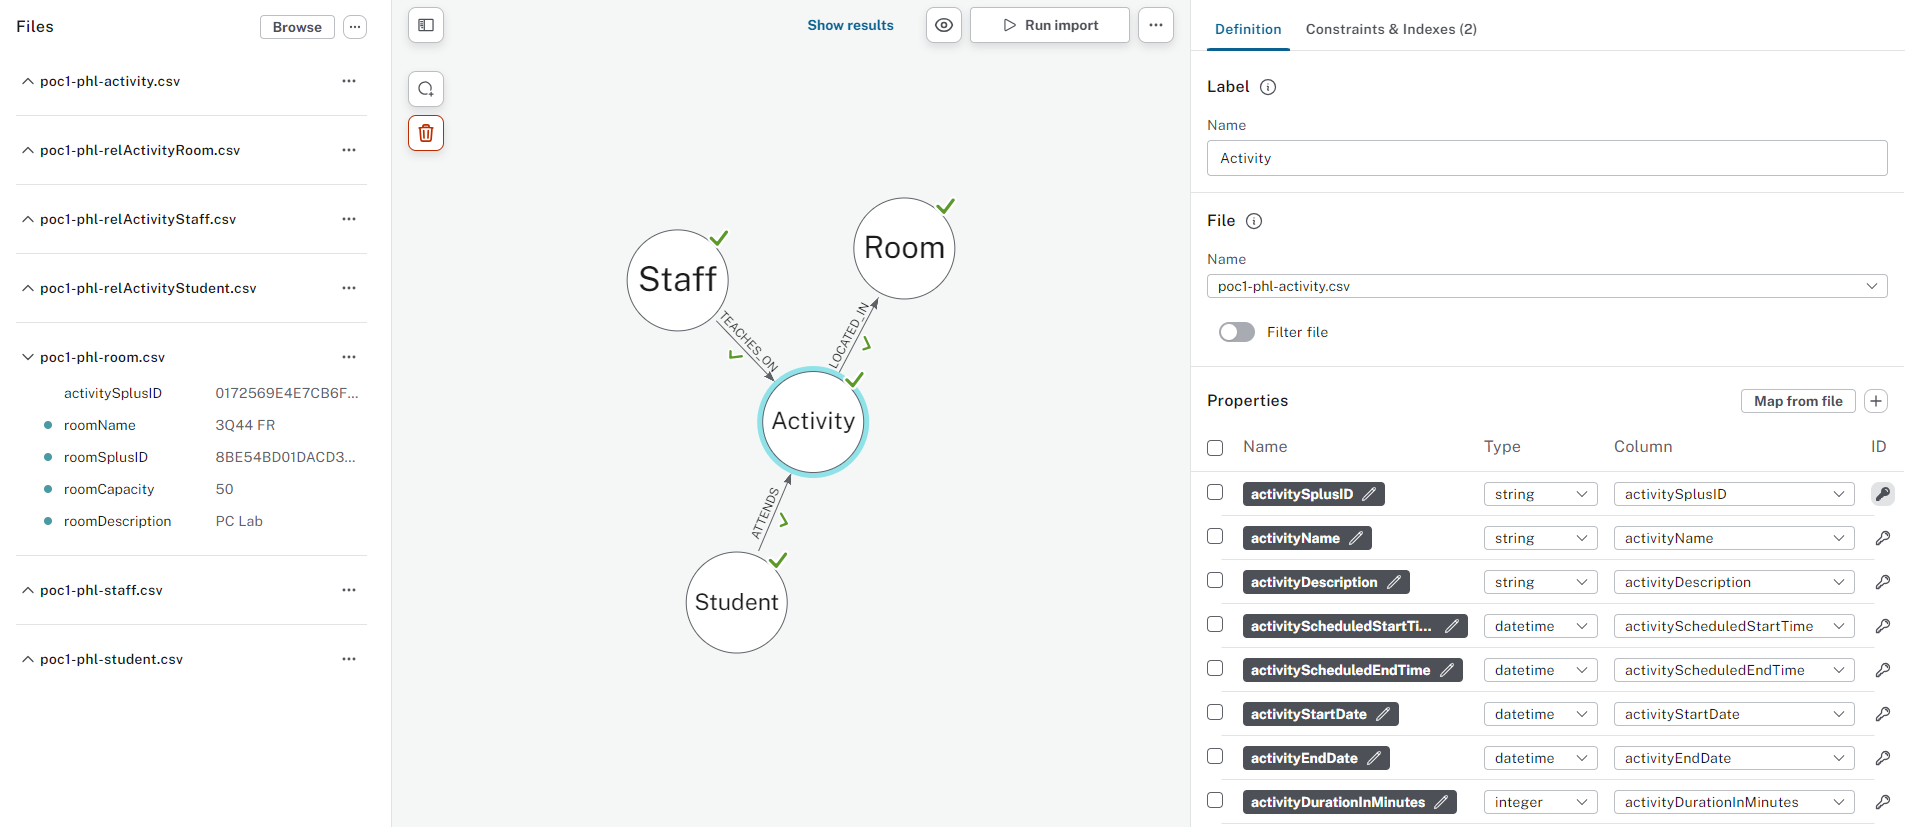 Files
Browse
poc1-phl-activity.csv
poc1-phl-relActivityRoom.csv
poc1-phl-relActivityStaff.csv
poc1-phl-relActivityStudent.csv
poc1-phl-room.csv
activitySplusID 0172569E4E7CB6F...
roomName 3Q44 FR
roomSplusID 8BE54BD01DACD3...
roomCapacity 50
roomDescription PC Lab
poc1-phl-staff.csv
poc1-phl-student.csv
Show results
Run import
Room
Staff
TEACHES_ON
LOCATED_IN
Activity
ATTENDS
Student
Definition Constraints & Indexes (2)
Label
Name
Activity
File
Name
poc1-phl-activity.csv
Filter file
Properties Map from file
Name Type Column ID
activitySplusID string activitySplusID
activityName string activityName
activityDescription string activityDescription
activityScheduledStartTi... datetime activityScheduledStartTime
activityScheduledEndTime datetime activityScheduledEndTime
activityStartDate datetime activityStartDate
activityEndDate datetime activityEndDate
activityDurationInMinutes integer activityDurationInMinutes